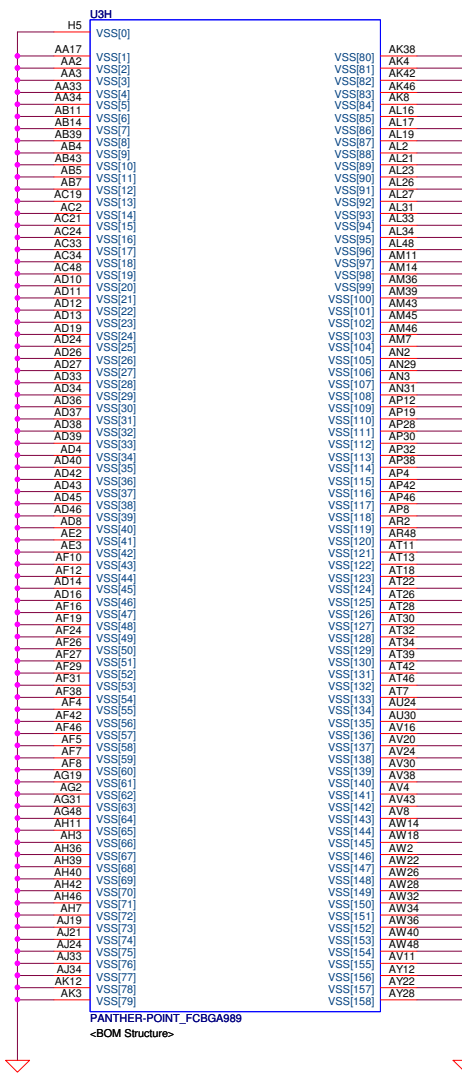 U3H
H5 VSS[0]
AA17 VSS[1]
AA2 VSS[2]
AA3 VSS[3]
AA33 VSS[4]
AA34 VSS[5]
AB11 VSS[6]
AB14 VSS[7]
AB39 VSS[8]
AB4 VSS[9]
AB43 VSS[10]
AB5 VSS[11]
AB7 VSS[12]
AC19 VSS[13]
AC2 VSS[14]
AC21 VSS[15]
AC24 VSS[16]
AC33 VSS[17]
AC34 VSS[18]
AC48 VSS[19]
AD10 VSS[20]
AD11 VSS[21]
AD12 VSS[22]
AD13 VSS[23]
AD19 VSS[24]
AD24 VSS[25]
AD26 VSS[26]
AD27 VSS[27]
AD33 VSS[28]
AD34 VSS[29]
AD36 VSS[30]
AD37 VSS[31]
AD38 VSS[32]
AD39 VSS[33]
AD4 VSS[34]
AD40 VSS[35]
AD42 VSS[36]
AD43 VSS[37]
AD45 VSS[38]
AD46 VSS[39]
AD8 VSS[40]
AE2 VSS[41]
AE3 VSS[42]
AF10 VSS[43]
AF12 VSS[44]
AD14 VSS[45]
AD16 VSS[46]
AF16 VSS[47]
AF19 VSS[48]
AF24 VSS[49]
AF26 VSS[50]
AF27 VSS[51]
AF29 VSS[52]
AF31 VSS[53]
AF38 VSS[54]
AF4 VSS[55]
AF42 VSS[56]
AF46 VSS[57]
AF5 VSS[58]
AF7 VSS[59]
AF8 VSS[60]
AG19 VSS[61]
AG2 VSS[62]
AG31 VSS[63]
AG48 VSS[64]
AH11 VSS[65]
AH3 VSS[66]
AH36 VSS[67]
AH39 VSS[68]
AH40 VSS[69]
AH42 VSS[70]
AH46 VSS[71]
AH7 VSS[72]
AJ19 VSS[73]
AJ21 VSS[74]
AJ24 VSS[75]
AJ33 VSS[76]
AJ34 VSS[77]
AK12 VSS[78]
AK3 VSS[79]
VSS[80] AK38
VSS[81] AK4
VSS[82] AK42
VSS[83] AK46
VSS[84] AK8
VSS[85] AL16
VSS[86] AL17
VSS[87] AL19
VSS[88] AL2
VSS[89] AL21
VSS[90] AL23
VSS[91] AL26
VSS[92] AL27
VSS[93] AL31
VSS[94] AL33
VSS[95] AL34
VSS[96] AL48
VSS[97] AM11
VSS[98] AM14
VSS[99] AM36
VSS[100] AM39
VSS[101] AM43
VSS[102] AM45
VSS[103] AM46
VSS[104] AM7
VSS[105] AN2
VSS[106] AN29
VSS[107] AN3
VSS[108] AN31
VSS[109] AP12
VSS[110] AP19
VSS[111] AP28
VSS[112] AP30
VSS[113] AP32
VSS[114] AP38
VSS[115] AP4
VSS[116] AP42
VSS[117] AP46
VSS[118] AP8
VSS[119] AR2
VSS[120] AR48
VSS[121] AT11
VSS[122] AT13
VSS[123] AT18
VSS[124] AT22
VSS[125] AT26
VSS[126] AT28
VSS[127] AT30
VSS[128] AT32
VSS[129] AT34
VSS[130] AT39
VSS[131] AT42
VSS[132] AT46
VSS[133] AT7
VSS[134] AU24
VSS[135] AU30
VSS[136] AV16
VSS[137] AV20
VSS[138] AV24
VSS[139] AV30
VSS[140] AV38
VSS[141] AV4
VSS[142] AV43
VSS[143] AV8
VSS[144] AW14
VSS[145] AW18
VSS[146] AW2
VSS[147] AW22
VSS[148] AW26
VSS[149] AW28
VSS[150] AW32
VSS[151] AW34
VSS[152] AW36
VSS[153] AW40
VSS[154] AW48
VSS[155] AV11
VSS[156] AY12
VSS[157] AY22
VSS[158] AY28
PANTHER-POINT_FCBGA989
<BOM Structure>